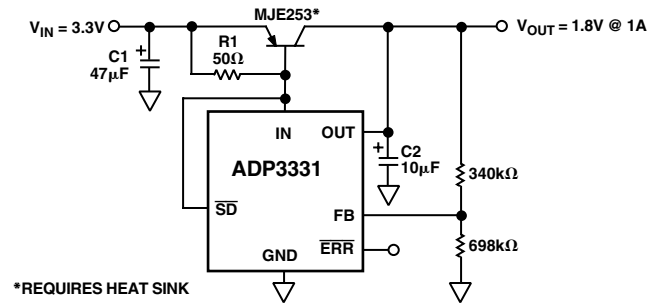 MJE253*
V_IN = 3.3V
V_OUT = 1.8V @ 1A
C1
47μF
+
R1
50Ω
IN
OUT
ADP3331
+
C2
10μF
340kΩ
SD
FB
ERR
698kΩ
GND
*REQUIRES HEAT SINK